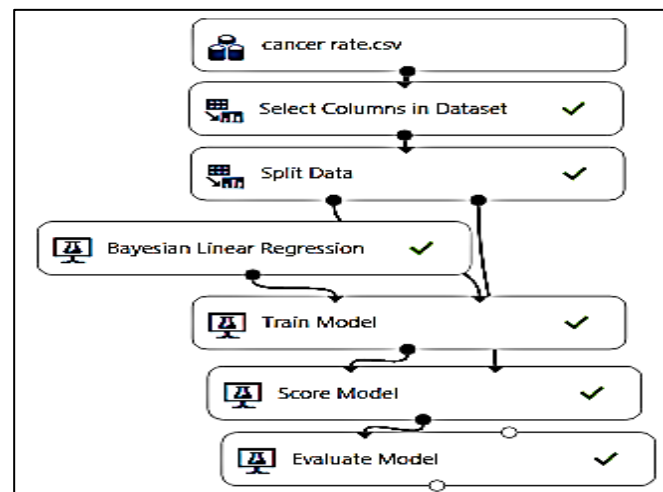 cancer rate.csv
Select Columns in Dataset
Split Data
Bayesian Linear Regression
Train Model
Score Model
Evaluate Model